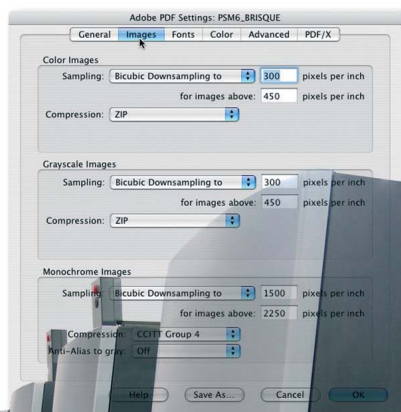 Adobe PDF Settings: PSM6_BRISQUE
General Images Fonts Color Advanced PDF/X
Color Images
Sampling: Bicubic Downsampling to 300 pixels per inch
for images above: 450 pixels per inch
Compression: ZIP
Grayscale Images
Sampling: Bicubic Downsampling to 300 pixels per inch
for images above: 450 pixels per inch
Compression: ZIP
Monochrome Images
Sampling: Bicubic Downsampling to 1500 pixels per inch
for images above: 2250 pixels per inch
Compression: CCITT Group 4
Anti-Alias to gray: Off
Help Save As... Cancel OK